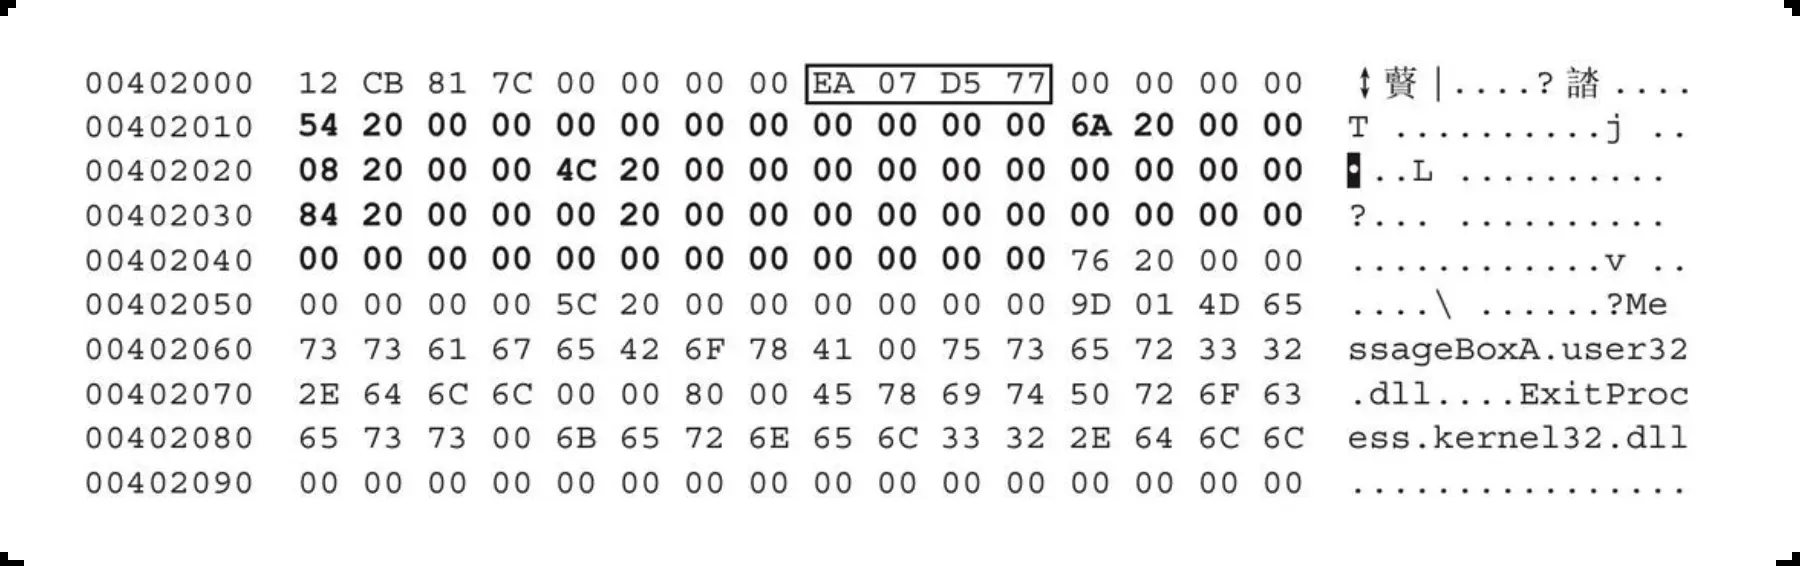 00402000 12 CB 81 7C 00 00 00 00 EA 07 D5 77 00 00 00 00 ↕贇|....?諮....
00402010 54 20 00 00 00 00 00 00 00 00 00 00 6A 20 00 00 T ..........j ..
00402020 08 20 00 00 4C 20 00 00 00 00 00 00 00 00 00 00 ◘..L ..........
00402030 84 20 00 00 00 20 00 00 00 00 00 00 00 00 00 00 ?... ..........
00402040 00 00 00 00 00 00 00 00 00 00 00 00 76 20 00 00 ............v ..
00402050 00 00 00 00 5C 20 00 00 00 00 00 00 9D 01 4D 65 ....\ ......?Me
00402060 73 73 61 67 65 42 6F 78 41 00 75 73 65 72 33 32 ssageBoxA.user32
00402070 2E 64 6C 6C 00 00 80 00 45 78 69 74 50 72 6F 63 .dll....ExitProc
00402080 65 73 73 00 6B 65 72 6E 65 6C 33 32 2E 64 6C 6C ess.kernel32.dll
00402090 00 00 00 00 00 00 00 00 00 00 00 00 00 00 00 00 ................